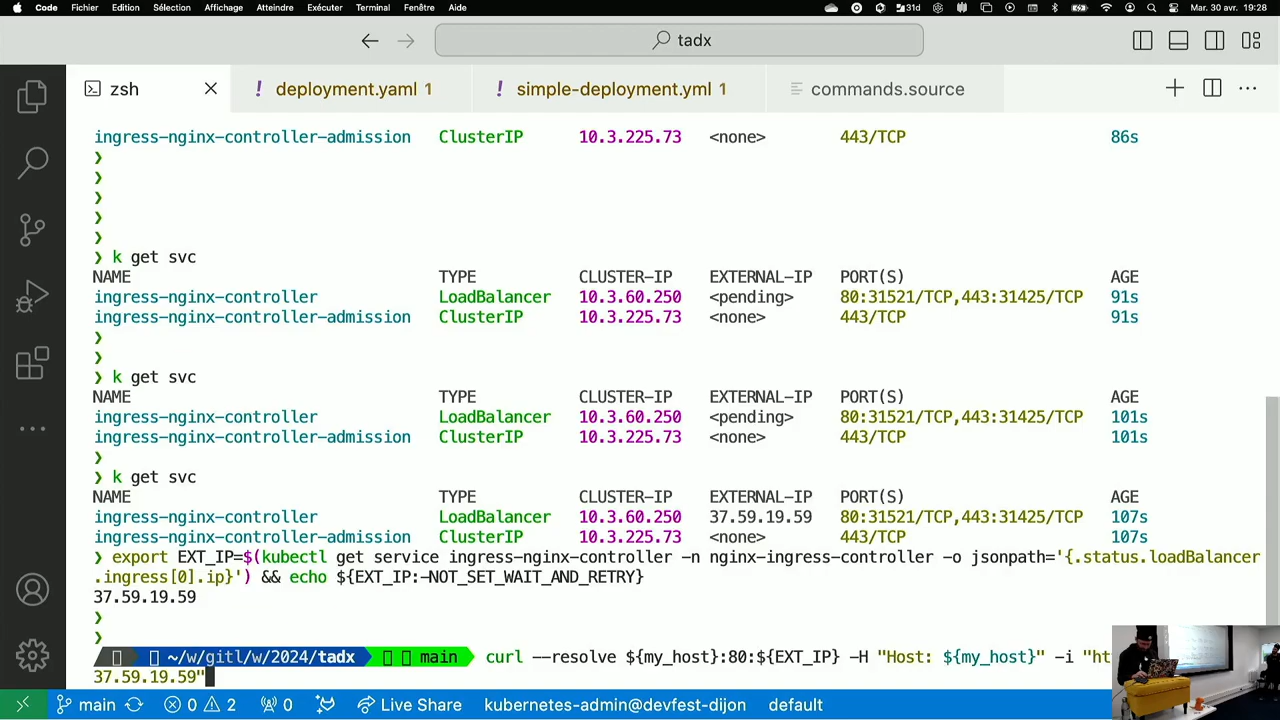 Code Fichier Édition Sélection Affichage Atteindre Exécuter Terminal Fenêtre Aide 31d Mar. 30 avr. 19:28
tadx
zsh deployment.yaml 1 simple-deployment.yml 1 commands.source
ingress-nginx-controller-admission ClusterIP 10.3.225.73 <none> 443/TCP 86s
❯
❯
❯
❯
❯
❯ k get svc
NAME TYPE CLUSTER-IP EXTERNAL-IP PORT(S) AGE
ingress-nginx-controller LoadBalancer 10.3.60.250 <pending> 80:31521/TCP,443:31425/TCP 91s
ingress-nginx-controller-admission ClusterIP 10.3.225.73 <none> 443/TCP 91s
❯
❯
❯ k get svc
NAME TYPE CLUSTER-IP EXTERNAL-IP PORT(S) AGE
ingress-nginx-controller LoadBalancer 10.3.60.250 <pending> 80:31521/TCP,443:31425/TCP 101s
ingress-nginx-controller-admission ClusterIP 10.3.225.73 <none> 443/TCP 101s
❯
❯ k get svc
NAME TYPE CLUSTER-IP EXTERNAL-IP PORT(S) AGE
ingress-nginx-controller LoadBalancer 10.3.60.250 37.59.19.59 80:31521/TCP,443:31425/TCP 107s
ingress-nginx-controller-admission ClusterIP 10.3.225.73 <none> 443/TCP 107s
❯ export EXT_IP=$(kubectl get service ingress-nginx-controller -n nginx-ingress-controller -o jsonpath='{.status.loadBalancer
.ingress[0].ip}') && echo ${EXT_IP:-NOT_SET_WAIT_AND_RETRY}
37.59.19.59
❯
❯
~/w/gitl/w/2024/tadx main curl --resolve ${my_host}:80:${EXT_IP} -H "Host: ${my_host}" -i "ht
37.59.19.59"
main 0 2 0 Live Share kubernetes-admin@devfest-dijon default